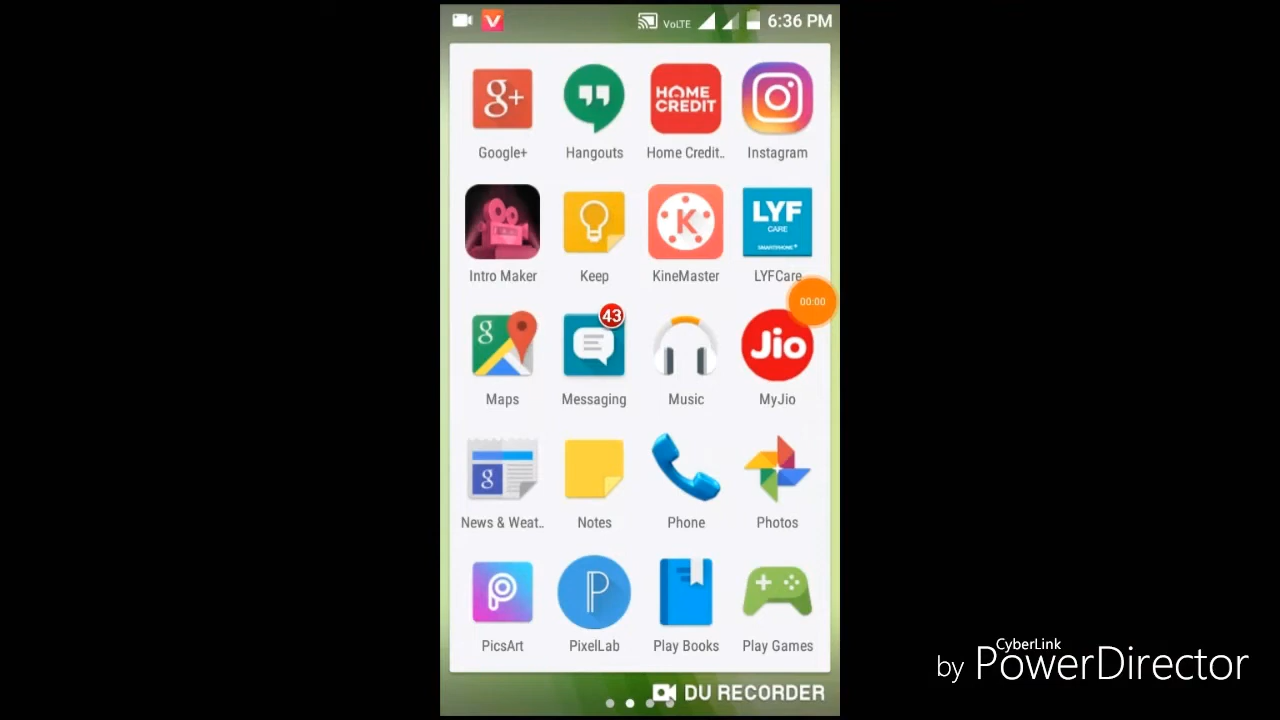 VoLTE 6:36 PM
g+
HOME
CREDIT
Google+ Hangouts Home Credit.. Instagram
K
LYF
CARE
SMARTPHONE+
Intro Maker Keep KineMaster LYFCare
00:00
g
43
Jio
Maps Messaging Music MyJio
g
News & Weat.. Notes Phone Photos
P
PicsArt PixelLab Play Books Play Games
DU RECORDER
CyberLink
by PowerDirector